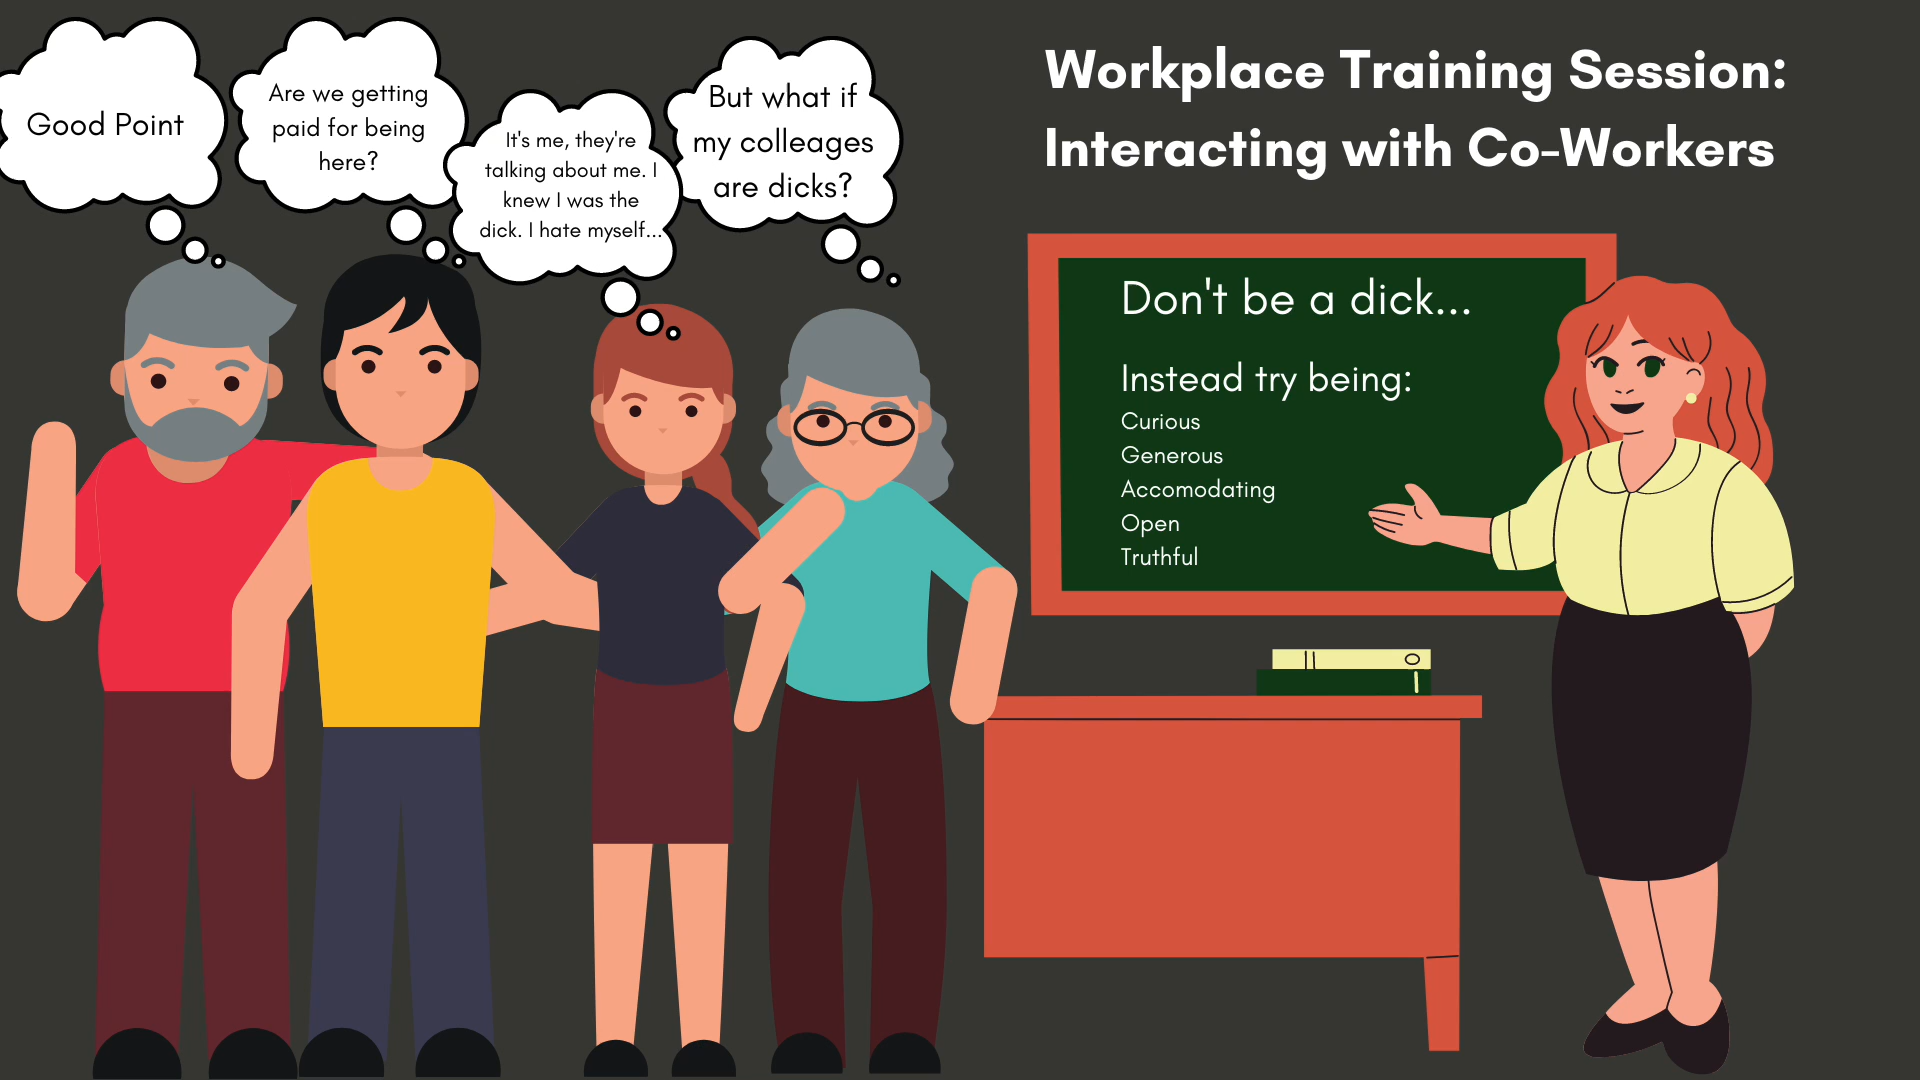 Good Point
Are we getting
paid for being
here?
It's me, they're
talking about me. I
knew I was the
dick. I hate myself...
But what if
my colleages
are dicks?
Workplace Training Session:
Interacting with Co-Workers
Don't be a dick...
Instead try being:
Curious
Generous
Accomodating
Open
Truthful